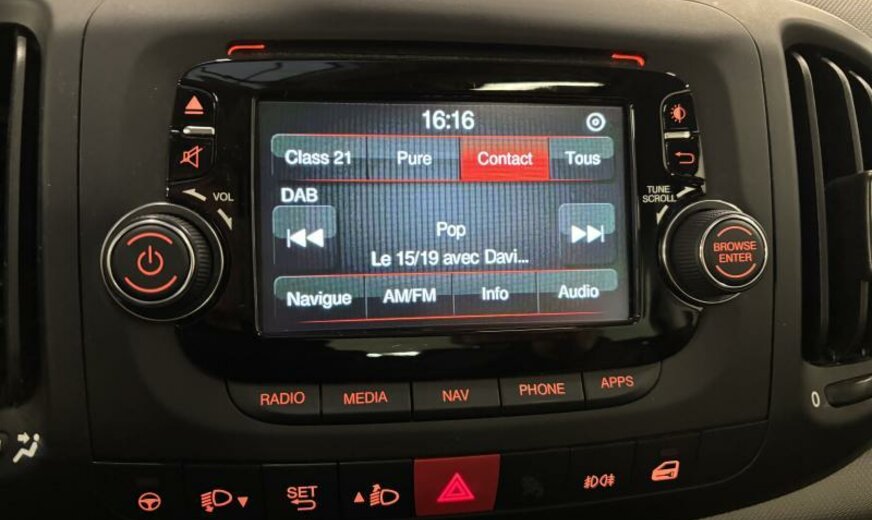 16:16
Class 21 Pure Contact Tous
VOL
DAB
TUNE
SCROLL
Pop
Le 15/19 avec Davi...
BROWSE
ENTER
Navigue AM/FM Info Audio
RADIO MEDIA NAV PHONE APPS
0
SET